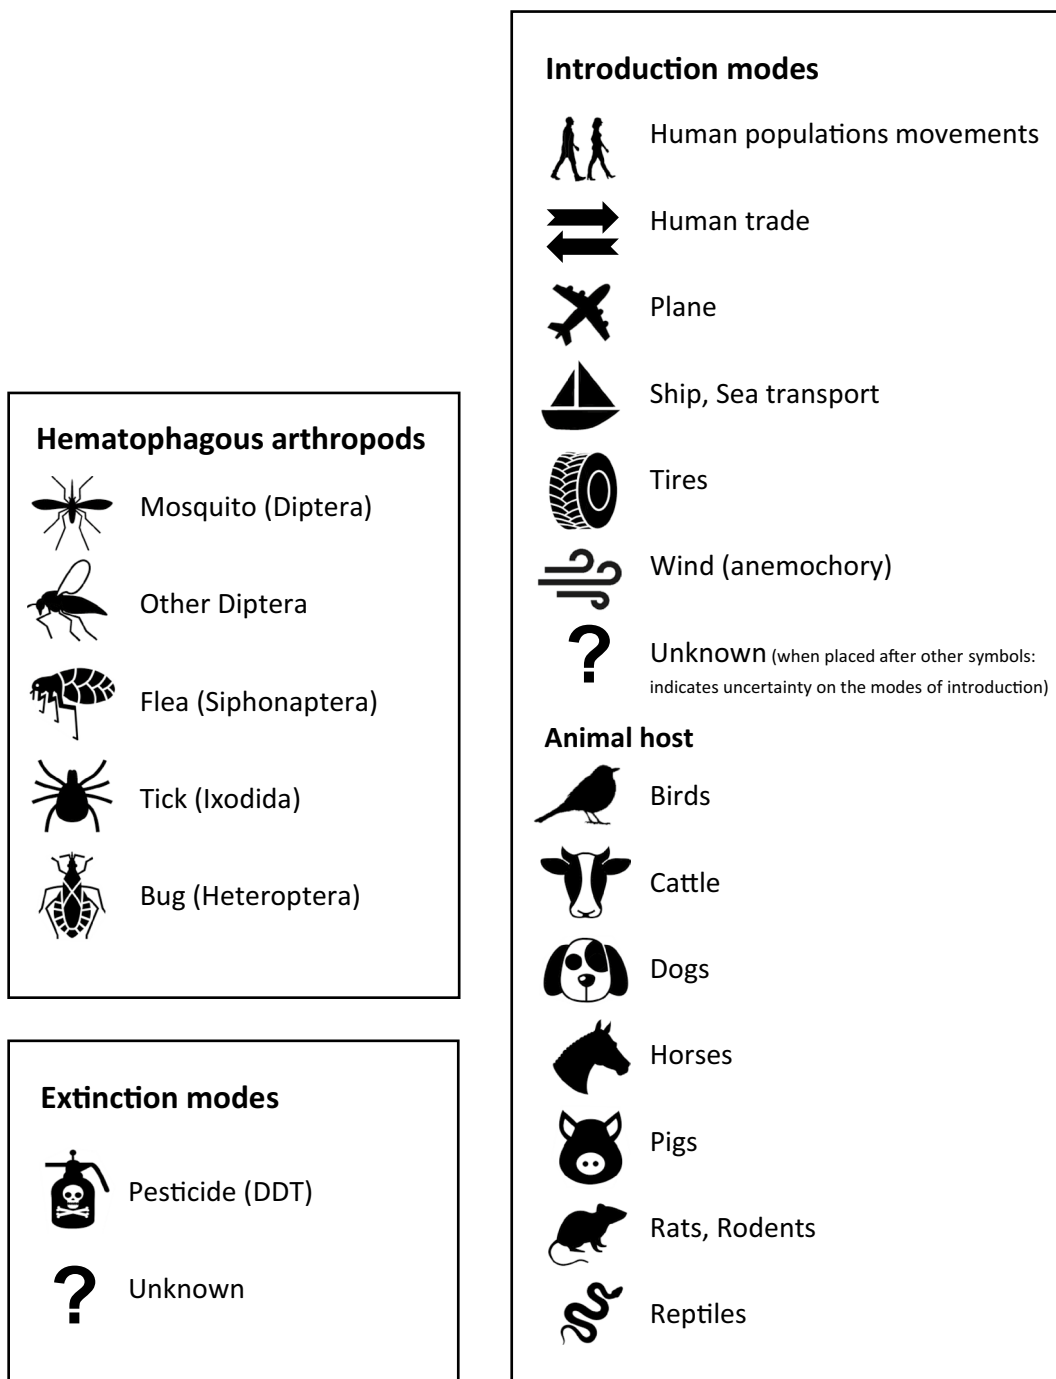 Hematophagous arthropods
Mosquito (Diptera)
Other Diptera
Flea (Siphonaptera)
Tick (Ixodida)
Bug (Heteroptera)
Extinction modes
Pesticide (DDT)
?
Unknown
Introduction modes
Human populations movements
Human trade
Plane
Ship, Sea transport
Tires
Wind (anemochory)
?
Unknown (when placed after other symbols:
indicates uncertainty on the modes of introduction)
Animal host
Birds
Cattle
Dogs
Horses
Pigs
Rats, Rodents
Reptiles